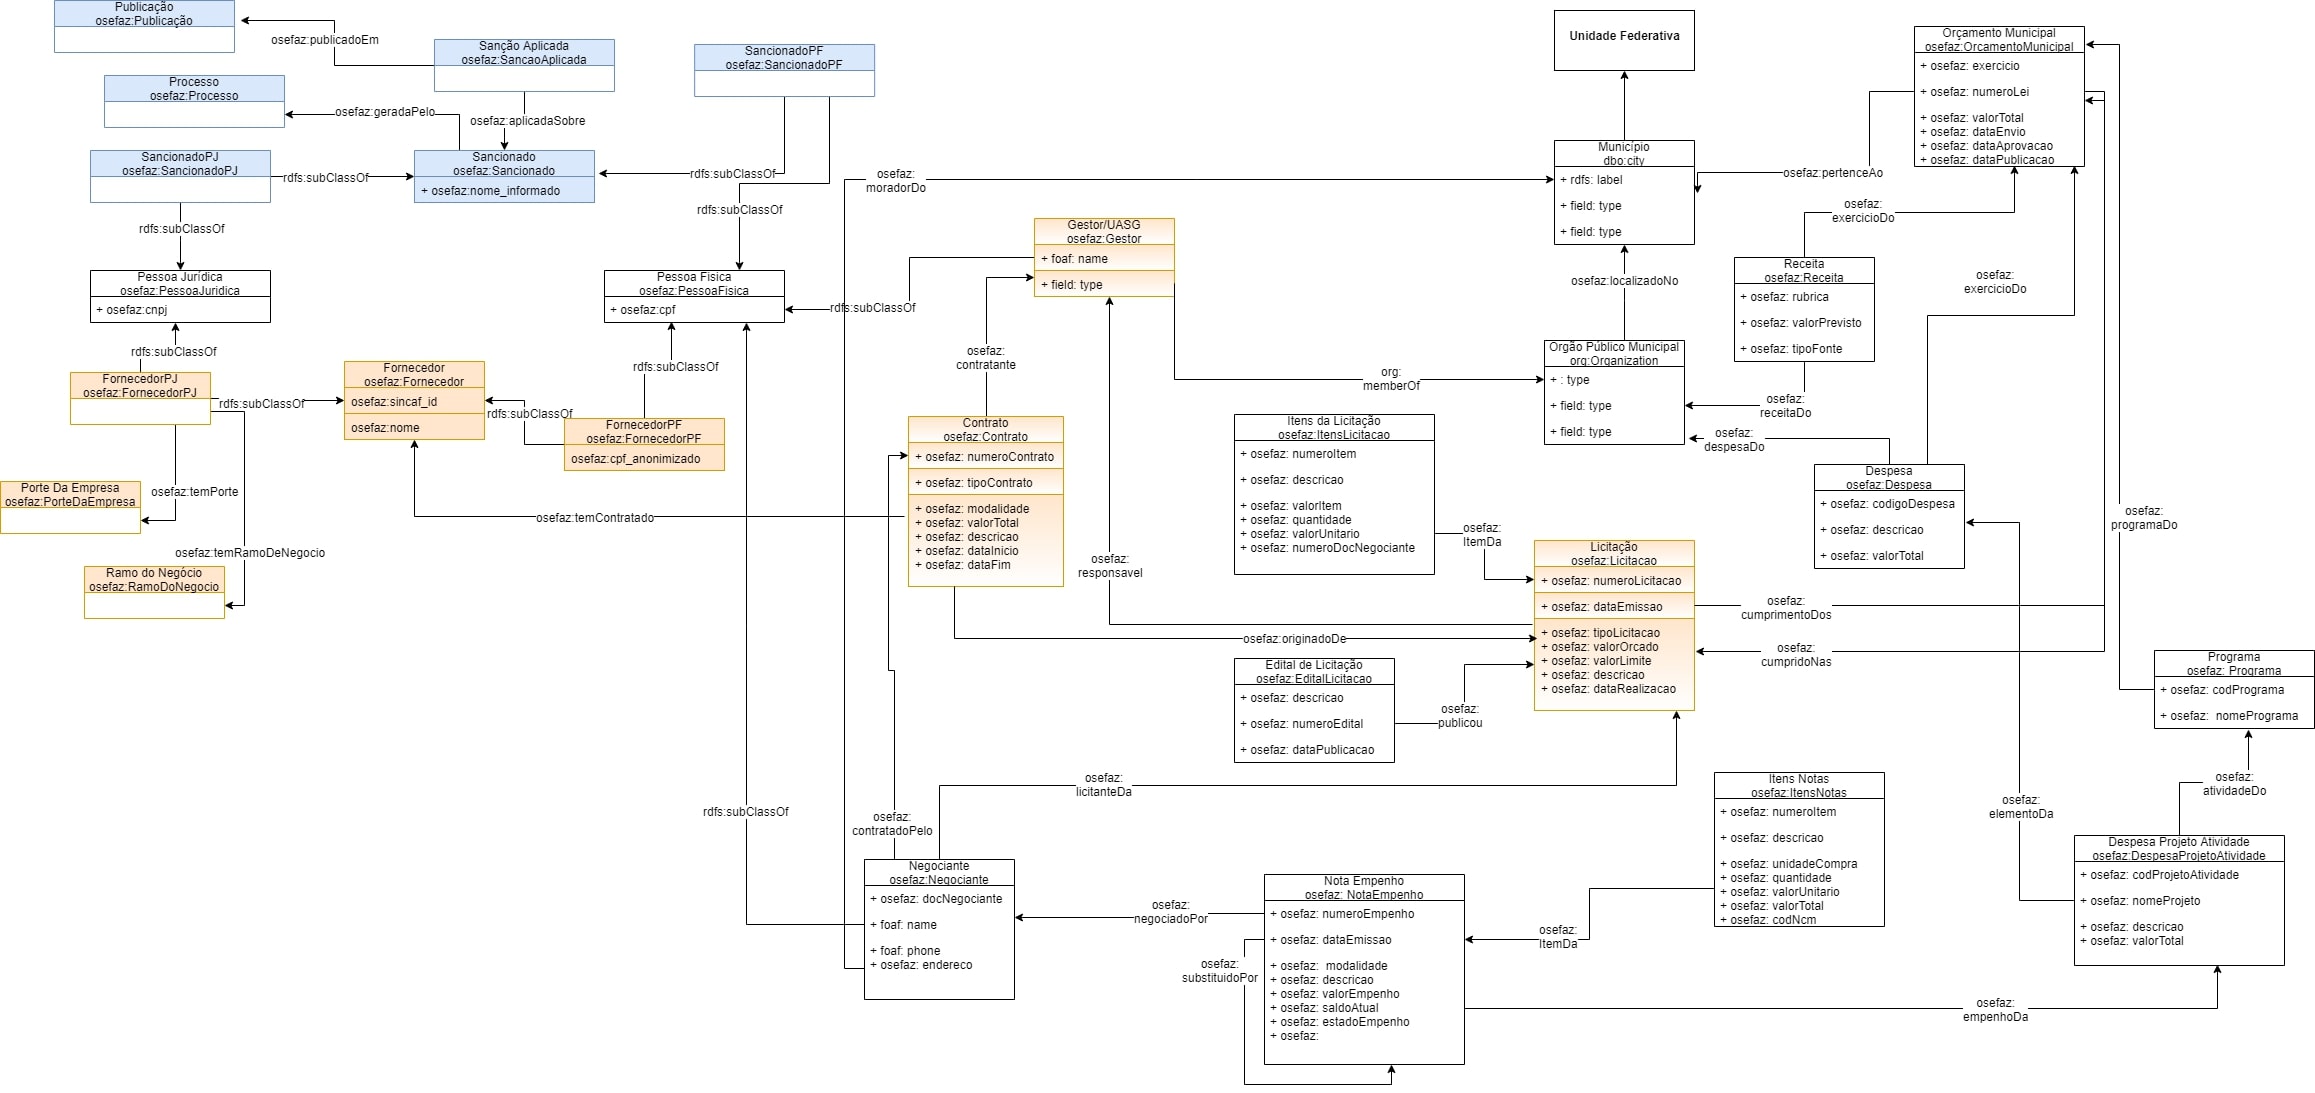 Publicação
osefaz:Publicação
osefaz:publicadoEm
Sanção Aplicada
osefaz:SancaoAplicada
SancionadoPF
osefaz:SancionadoPF
Processo
osefaz:Processo
osefaz:geradaPelo
osefaz:aplicadaSobre
SancionadoPJ
osefaz:SancionadoPJ
rdfs:subClassOf
Sancionado
osefaz:Sancionado
+ osefaz:nome_informado
rdfs:subClassOf
rdfs:subClassOf
rdfs:subClassOf
Pessoa Jurídica
osefaz:PessoaJuridica
+ osefaz:cnpj
Pessoa Fisica
osefaz:PessoaFisica
+ osefaz:cpf
rdfs:subClassOf
rdfs:subClassOf
rdfs:subClassOf
FornecedorPJ
osefaz:FornecedorPJ
rdfs:subClassOf
Fornecedor
osefaz:Fornecedor
osefaz:sincaf_id
osefaz:nome
rdfs:subClassOf
FornecedorPF
osefaz:FornecedorPF
osefaz:cpf_anonimizado
Porte Da Empresa
osefaz:PorteDaEmpresa
osefaz:temPorte
osefaz:temRamoDeNegocio
Ramo do Negócio
osefaz:RamoDoNegocio
osefaz:temContratado
osefaz:
moradorDo
Gestor/UASG
osefaz:Gestor
+ foaf: name
+ field: type
osefaz:
contratante
Contrato
osefaz:Contrato
+ osefaz: numeroContrato
+ osefaz: tipoContrato
+ osefaz: modalidade
+ osefaz: valorTotal
+ osefaz: descricao
+ osefaz: dataInicio
+ osefaz: dataFim
osefaz:
responsavel
osefaz:originadoDe
Unidade Federativa
Município
dbo:city
+ rdfs: label
+ field: type
+ field: type
osefaz:localizadoNo
Orgão Público Municipal
org:Organization
+ : type
+ field: type
+ field: type
org:
memberOf
Orçamento Municipal
osefaz:OrcamentoMunicipal
+ osefaz: exercicio
+ osefaz: numeroLei
+ osefaz: valorTotal
+ osefaz: dataEnvio
+ osefaz: dataAprovacao
+ osefaz: dataPublicacao
osefaz:pertenceAo
osefaz:
exercicioDo
Receita
osefaz:Receita
+ osefaz: rubrica
+ osefaz: valorPrevisto
+ osefaz: tipoFonte
osefaz:
exercicioDo
osefaz:
receitaDo
osefaz:
despesaDo
Despesa
osefaz:Despesa
+ osefaz: codigoDespesa
+ osefaz: descricao
+ osefaz: valorTotal
osefaz:
programaDo
Itens da Licitação
osefaz:ItensLicitacao
+ osefaz: numeroItem
+ osefaz: descricao
+ osefaz: valorItem
+ osefaz: quantidade
+ osefaz: valorUnitario
+ osefaz: numeroDocNegociante
osefaz:
ItemDa
Licitação
osefaz:Licitacao
+ osefaz: numeroLicitacao
+ osefaz: dataEmissao
+ osefaz: tipoLicitacao
+ osefaz: valorOrcado
+ osefaz: valorLimite
+ osefaz: descricao
+ osefaz: dataRealizacao
osefaz:
cumprimentoDos
osefaz:
cumpridoNas
Edital de Licitação
osefaz:EditalLicitacao
+ osefaz: descricao
+ osefaz: numeroEdital
+ osefaz: dataPublicacao
osefaz:
publicou
Programa
osefaz: Programa
+ osefaz: codPrograma
+ osefaz:  nomePrograma
osefaz:
atividadeDo
osefaz:
elementoDa
rdfs:subClassOf
osefaz:
contratadoPelo
osefaz:
licitanteDa
Negociante
osefaz:Negociante
+ osefaz: docNegociante
+ foaf: name
+ foaf: phone
+ osefaz: endereco
osefaz:
negociadoPor
Nota Empenho
osefaz: NotaEmpenho
+ osefaz: numeroEmpenho
+ osefaz: dataEmissao
+ osefaz:  modalidade
+ osefaz: descricao
+ osefaz: valorEmpenho
+ osefaz: saldoAtual
+ osefaz: estadoEmpenho
+ osefaz:
osefaz:
substituidoPor
osefaz:
ItemDa
Itens Notas
osefaz:ItensNotas
+ osefaz: numeroItem
+ osefaz: descricao
+ osefaz: unidadeCompra
+ osefaz: quantidade
+ osefaz: valorUnitario
+ osefaz: valorTotal
+ osefaz: codNcm
Despesa Projeto Atividade
osefaz:DespesaProjetoAtividade
+ osefaz: codProjetoAtividade
+ osefaz: nomeProjeto
+ osefaz: descricao
+ osefaz: valorTotal
osefaz:
empenhoDa